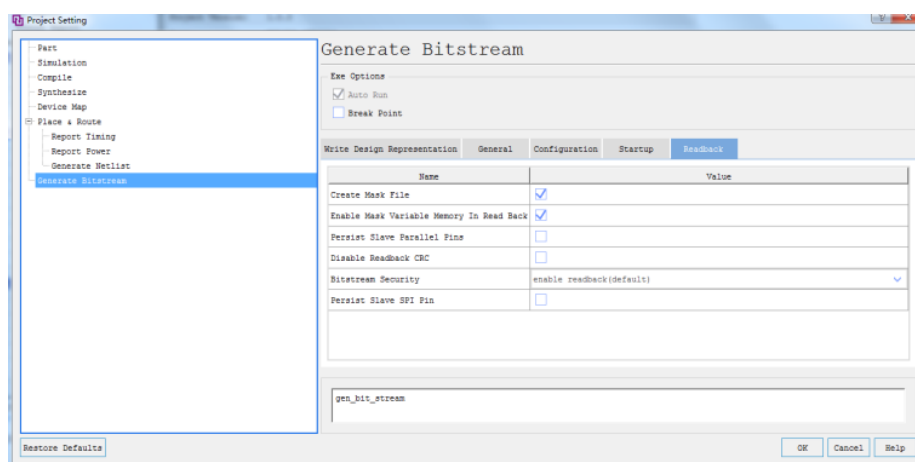 Project Setting
Part
Simulation
Compile
Synthesize
Device Map
Place & Route
Report Timing
Report Power
Generate Netlist
Generate Bitstream
Generate Bitstream
Exe Options
Auto Run
Break Point
Write Design Representation General Configuration Startup Readback
Name Value
Create Mask File
Enable Mask Variable Memory In Read Back
Persist Slave Parallel Pins
Disable Readback CRC
Bitstream Security enable readback(default)
Persist Slave SPI Pin
gen_bit_stream
Restore Defaults OK Cancel Help